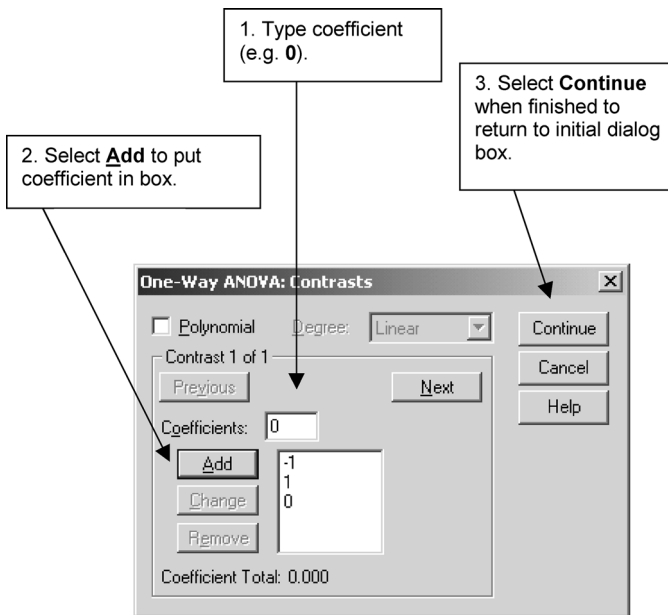 1. Type coefficient
(e.g. 0).
3. Select Continue
when finished to
return to initial dialog
box.
2. Select Add to put
coefficient in box.
One-Way ANOVA: Contrasts
Polynomial Degree: Linear
Continue
Contrast 1 of 1
Cancel
Previous Next
Help
Coefficients: 0
Add
-1
1
Change
0
Remove
Coefficient Total: 0.000